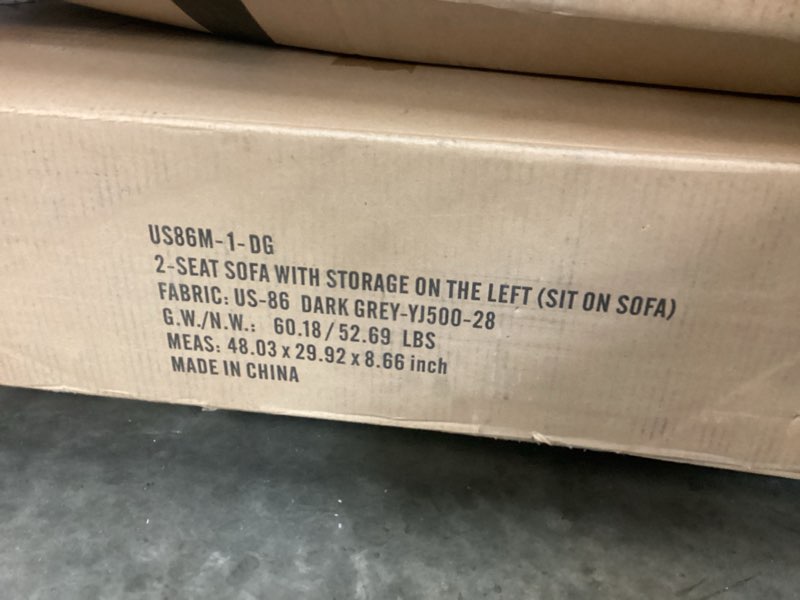 US86M-1-DG
2-SEAT SOFA WITH STORAGE ON THE LEFT (SIT ON SOFA)
FABRIC: US-86 DARK GREY-YJ500-28
G.W./N.W.: 60.18/52.69 LBS
MEAS: 48.03 x 29.92 x 8.66 inch
MADE IN CHINA